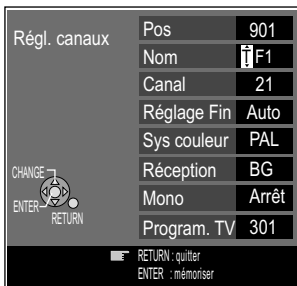 Régl. canaux
Pos 901
Nom TF1
Canal 21
Réglage Fin Auto
Sys couleur PAL
Réception BG
Mono Arrêt
Program. TV 301
CHANGE
ENTER
RETURN
RETURN : quitter
ENTER : mémoriser